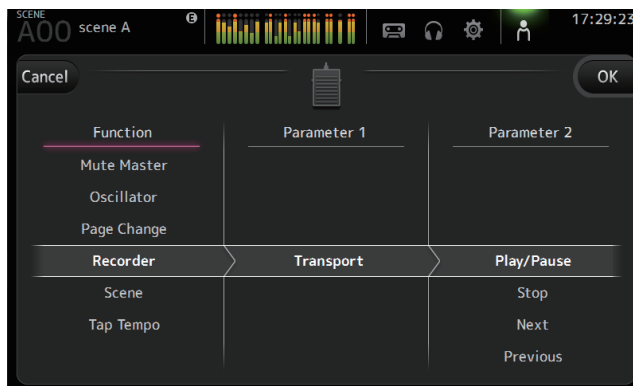 SCENE
A00 scene A E 17:29:23
Cancel OK
Function Parameter 1 Parameter 2
Mute Master
Oscillator
Page Change
Recorder Transport Play/Pause
Scene Stop
Tap Tempo Next
Previous